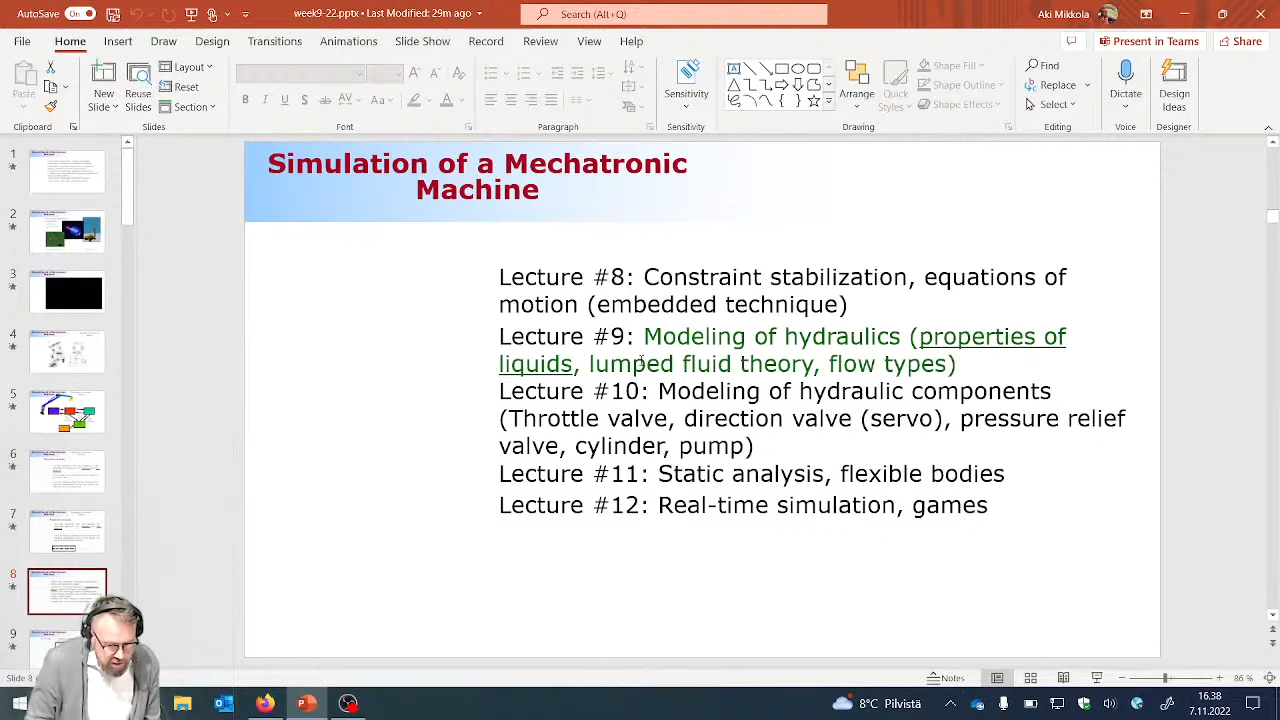 week9-22.ppt • Last Modified: 29m ago
Search (Alt+Q)
Mikkola
File Home Insert Draw Design Transitions Animations Slide Show Record Review View Help
Present in Teams
Share
Paste
New
Slide
Reuse
Slides
Layout
Reset
Section
Sensitivity
Arrange
Quick
Styles
Shape Fill
Shape Outline
Shape Effects
Find
Replace
Select
Dictate
Design
Ideas
Clipboard
Slides
Font
Paragraph
Sensitivity
Drawing
Editing
Voice
Designer
Simulation of a Mechatronic
Machine
Lecture #8: Constraint stabilization, equations of
motion (embedded technique)
Lecture #9: Modeling of hydraulics (properties of
liquids, lumped fluid theory, flow types)
Lecture #10: Modeling of hydraulic components
(Throttle valve, direction valve (servo), pressure relief
valve, cylinder, pump)
Lecture #11: Static analysis, flexible bodies
Lecture #12: Real-time simulation, games
Slide 8
Notes
86 %
8°C Pilvistä
16.38
7.11.2022